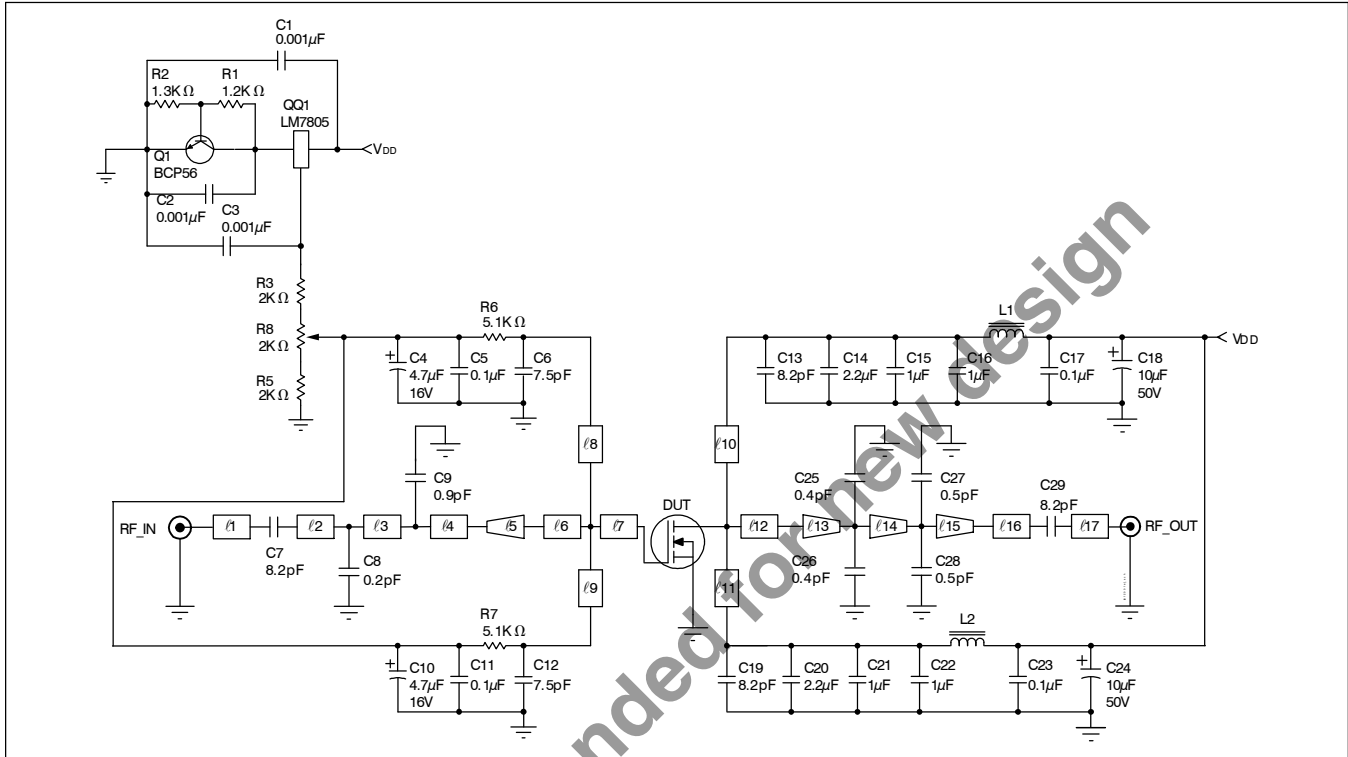 C1
0.001µF
R2
1.3K Ω
R1
1.2K Ω
QQ1
LM7805
VDD
Q1
BCP56
C2
0.001µF
C3
0.001µF
R3
2K Ω
R8
2K Ω
R5
2K Ω
R6
5.1K Ω
C4
4.7µF
16V
C5
0.1µF
C6
7.5pF
L1
VDD
C13
8.2pF
C14
2.2µF
C15
1µF
C16
1µF
C17
0.1µF
C18
10µF
50V
ℓ8
ℓ10
C9
0.9pF
C25
0.4pF
C27
0.5pF
C29
8.2pF
DUT
RF_IN
ℓ1
ℓ2
ℓ3
ℓ4
ℓ5
ℓ6
ℓ7
ℓ12
ℓ13
ℓ14
ℓ15
ℓ16
ℓ17
RF_OUT
C7
8.2pF
C8
0.2pF
C26
0.4pF
C28
0.5pF
ℓ9
ℓ11
R7
5.1K Ω
L2
C10
4.7µF
16V
C11
0.1µF
C12
7.5pF
C19
8.2pF
C20
2.2µF
C21
1µF
C22
1µF
C23
0.1µF
C24
10µF
50V
nded for new design